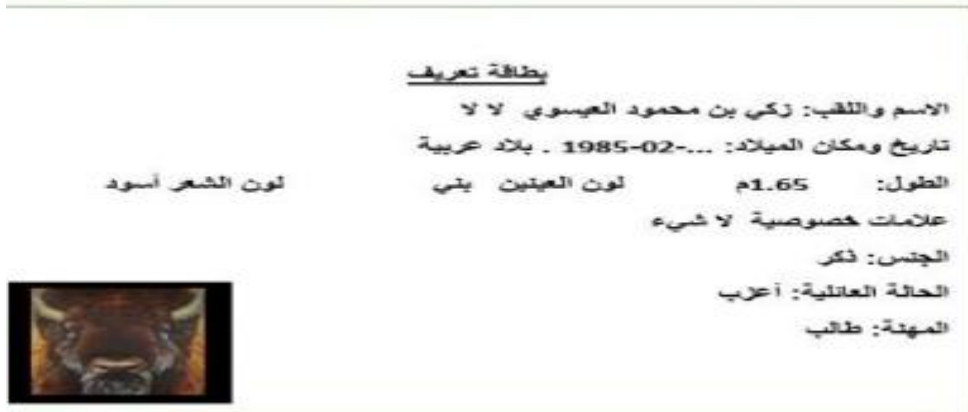 بطاقة تعريف
الاسم واللقب: زكي بن محمود العيسوي لا لا
تاريخ ومكان الميلاد: ...-02-1985 . بلاد عربية
الطول: 1.65م لون العينين بني لون الشعر أسود
علامات خصوصية لا شيء
الجنس: ذكر
الحالة العائلية: أعزب
المهنة: طالب